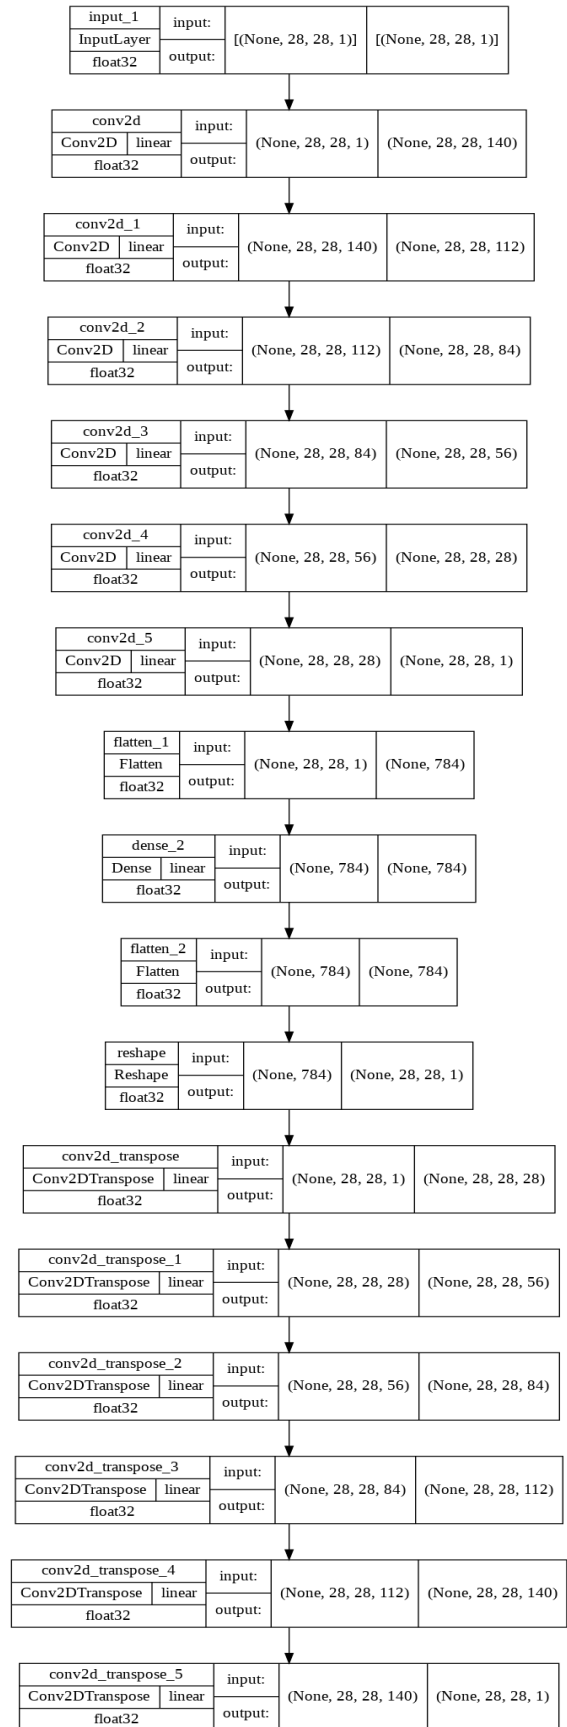 input_1
InputLayer
float32
input:
output:
[(None, 28, 28, 1)]
[(None, 28, 28, 1)]
conv2d
Conv2D linear
float32
input:
output:
(None, 28, 28, 1)
(None, 28, 28, 140)
conv2d_1
Conv2D linear
float32
input:
output:
(None, 28, 28, 140)
(None, 28, 28, 112)
conv2d_2
Conv2D linear
float32
input:
output:
(None, 28, 28, 112)
(None, 28, 28, 84)
conv2d_3
Conv2D linear
float32
input:
output:
(None, 28, 28, 84)
(None, 28, 28, 56)
conv2d_4
Conv2D linear
float32
input:
output:
(None, 28, 28, 56)
(None, 28, 28, 28)
conv2d_5
Conv2D linear
float32
input:
output:
(None, 28, 28, 28)
(None, 28, 28, 1)
flatten_1
Flatten
float32
input:
output:
(None, 28, 28, 1)
(None, 784)
dense_2
Dense linear
float32
input:
output:
(None, 784)
(None, 784)
flatten_2
Flatten
float32
input:
output:
(None, 784)
(None, 784)
reshape
Reshape
float32
input:
output:
(None, 784)
(None, 28, 28, 1)
conv2d_transpose
Conv2DTranspose linear
float32
input:
output:
(None, 28, 28, 1)
(None, 28, 28, 28)
conv2d_transpose_1
Conv2DTranspose linear
float32
input:
output:
(None, 28, 28, 28)
(None, 28, 28, 56)
conv2d_transpose_2
Conv2DTranspose linear
float32
input:
output:
(None, 28, 28, 56)
(None, 28, 28, 84)
conv2d_transpose_3
Conv2DTranspose linear
float32
input:
output:
(None, 28, 28, 84)
(None, 28, 28, 112)
conv2d_transpose_4
Conv2DTranspose linear
float32
input:
output:
(None, 28, 28, 112)
(None, 28, 28, 140)
conv2d_transpose_5
Conv2DTranspose linear
float32
input:
output:
(None, 28, 28, 140)
(None, 28, 28, 1)